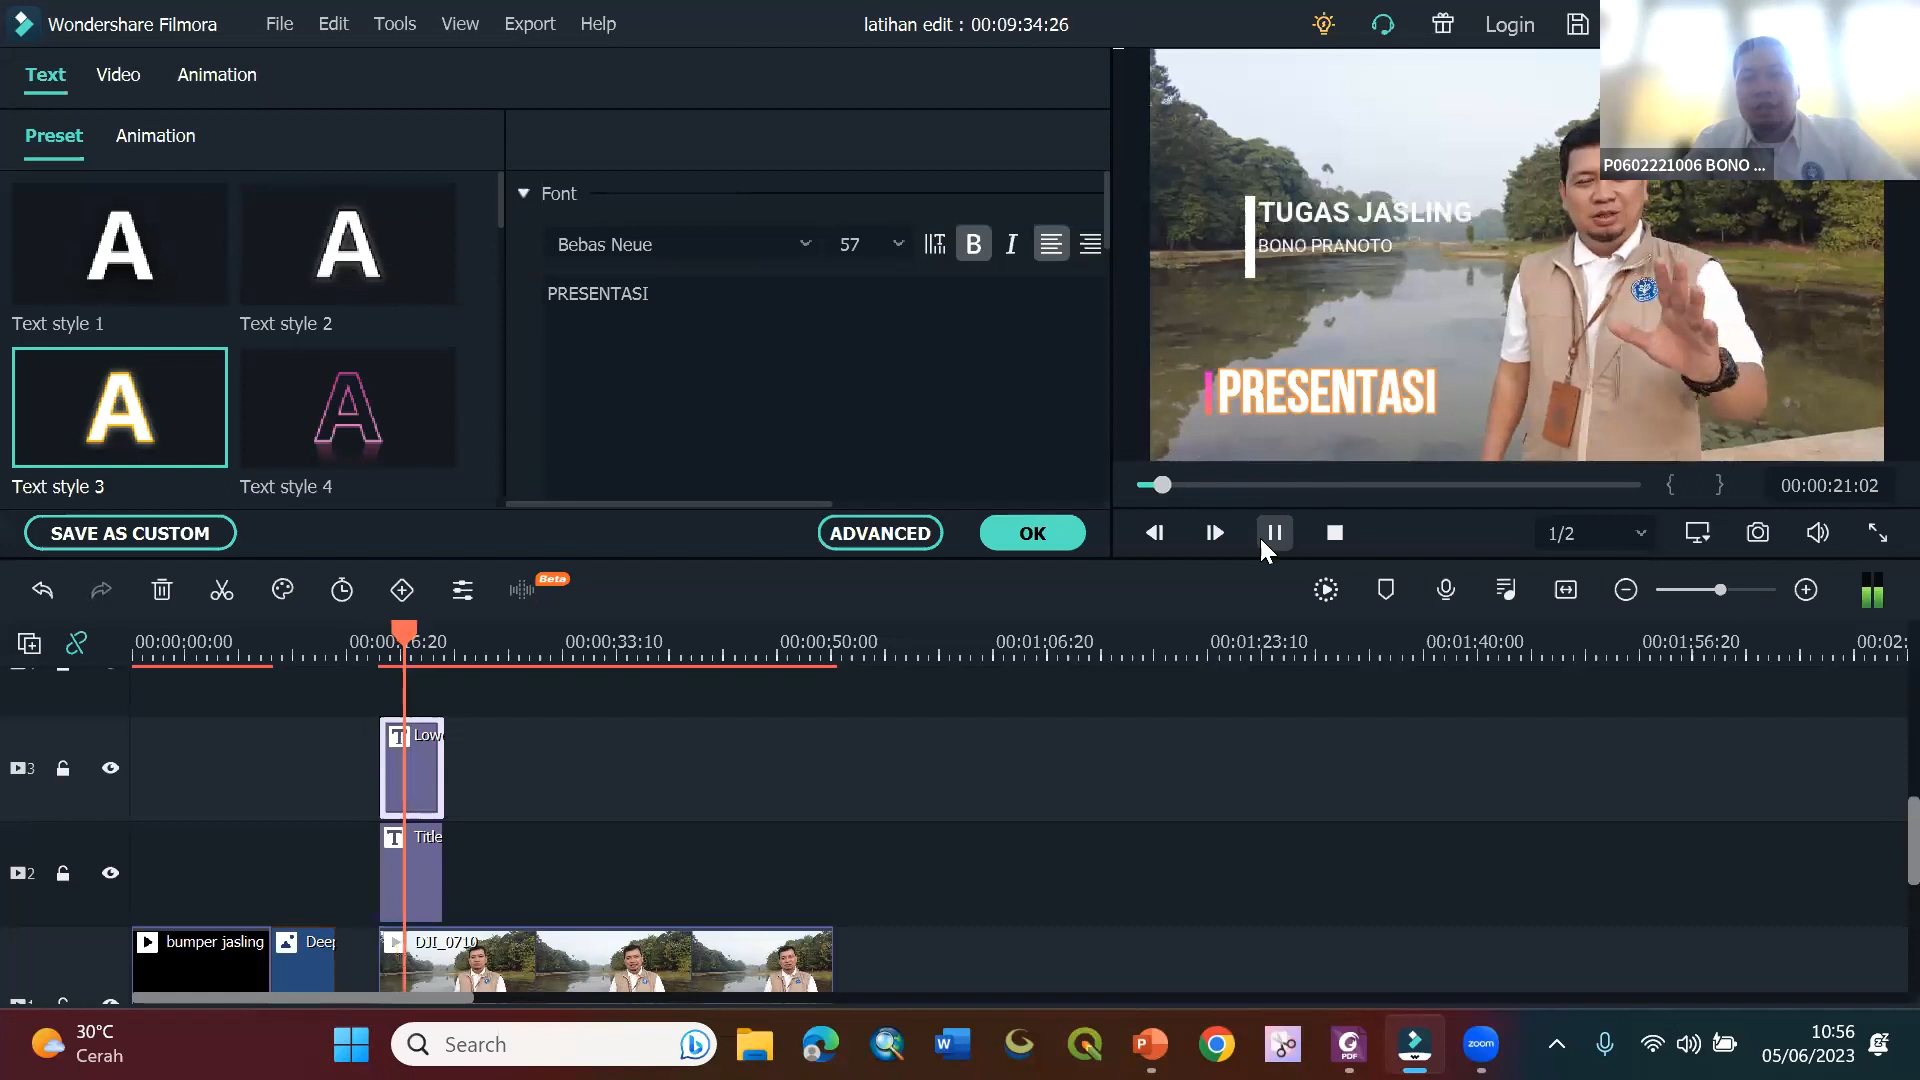 Wondershare Filmora
File Edit Tools View Export Help
latihan edit : 00:09:34:26
Login
Text Video Animation
Preset Animation
Text style 1
Text style 2
Text style 3
Text style 4
Font
Bebas Neue 57
PRESENTASI
SAVE AS CUSTOM
ADVANCED
OK
TUGAS JASLING
BONO PRANOTO
PRESENTASI
P0602221006 BONO ...
00:00:21:02
1/2
Beta
00:00:00:00 00:00:16:20 00:00:33:10 00:00:50:00 00:01:06:20 00:01:23:10 00:01:40:00 00:01:56:20 00:02:
3
Low
2
Title
bumper jasling
Deep
DJI_0710
30°C
Cerah
Search
zoom
PDF
10:56
05/06/2023